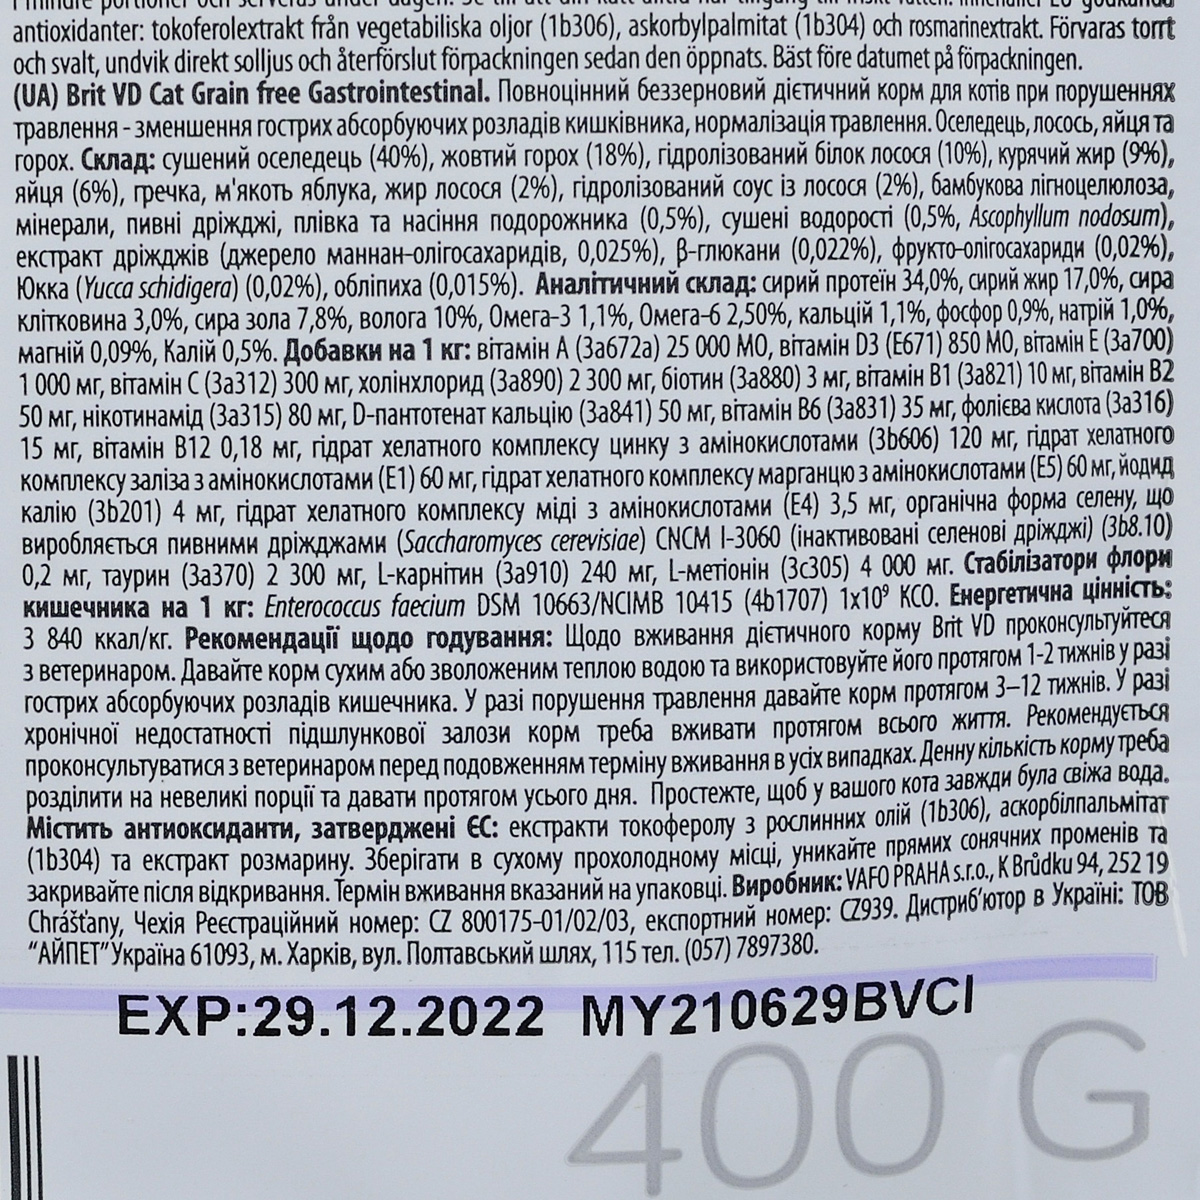 antioxidanter: tokoferolextrakt från vegetabiliska oljor (1b306), askorbylpalmitat (1b304) och rosmarinextrakt. Förvaras torrt
och svalt, undvik direkt solljus och återförslut förpackningen sedan den öppnats. Bäst före datumet på förpackningen.
(UA) Brit VD Cat Grain free Gastrointestinal. Повноцінний беззерновий дієтичний корм для котів при порушеннях
травлення - зменшення гострих абсорбуючих розладів кишківника, нормалізація травлення. Оселедець, лосось, яйця та
горох. Склад: сушений оселедець (40%), жовтий горох (18%), гідролізований білок лосося (10%), курячий жир (9%),
яйця (6%), гречка, м'якоть яблука, жир лосося (2%), гідролізований соус із лосося (2%), бамбукова лігноцелюлоза,
мінерали, пивні дріжджі, плівка та насіння подорожника (0,5%), сушені водорості (0,5%, Ascophyllum nodosum),
екстракт дріжджів (джерело маннан-олігосахаридів, 0,025%), β-глюкани (0,022%), фрукто-олігосахариди (0,02%),
Юкка (Yucca schidigera) (0,02%), обліпиха (0,015%). Аналітичний склад: сирий протеїн 34,0%, сирий жир 17,0%, сира
клітковина 3,0%, сира зола 7,8%, волога 10%, Омега-3 1,1%, Омега-6 2,50%, кальцій 1,1%, фосфор 0,9%, натрій 1,0%,
магній 0,09%, Калій 0,5%. Добавки на 1 кг: вітамін А (3a672a) 25 000 МО, вітамін D3 (E671) 850 МО, вітамін Е (3a700)
1 000 мг, вітамін С (3a312) 300 мг, холінхлорид (3a890) 2 300 мг, біотин (3a880) 3 мг, вітамін В1 (3a821) 10 мг, вітамін В2
50 мг, нікотинамід (3a315) 80 мг, D-пантотенат кальцію (3a841) 50 мг, вітамін В6 (3a831) 35 мг, фолієва кислота (3a316)
15 мг, вітамін В12 0,18 мг, гідрат хелатного комплексу цинку з амінокислотами (3b606) 120 мг, гідрат хелатного
комплексу заліза з амінокислотами (Е1) 60 мг, гідрат хелатного комплексу марганцю з амінокислотами (Е5) 60 мг, йодид
калію (3b201) 4 мг, гідрат хелатного комплексу міді з амінокислотами (Е4) 3,5 мг, органічна форма селену, що
виробляється пивними дріжджами (Saccharomyces cerevisiae) CNCM I-3060 (інактивовані селенові дріжджі) (3b8.10)
0,2 мг, таурин (3a370) 2 300 мг, L-карнітин (3a910) 240 мг, L-метіонін (3c305) 4 000 мг. Стабілізатори флори
кишечника на 1 кг: Enterococcus faecium DSM 10663/NCIMB 10415 (4b1707) 1x10⁹ КСО. Енергетична цінність:
3 840 ккал/кг. Рекомендації щодо годування: Щодо вживання дієтичного корму Brit VD проконсультуйтеся
з ветеринаром. Давайте корм сухим або зволоженим теплою водою та використовуйте його протягом 1-2 тижнів у разі
гострих абсорбуючих розладів кишечника. У разі порушення травлення давайте корм протягом 3–12 тижнів. У разі
хронічної недостатності підшлункової залози корм треба вживати протягом всього життя. Рекомендується
проконсультуватися з ветеринаром перед подовженням терміну вживання в усіх випадках. Денну кількість корму треба
розділити на невеликі порції та давати протягом усього дня. Простежте, щоб у вашого кота завжди була свіжа вода.
Містить антиоксиданти, затверджені ЄС: екстракти токоферолу з рослинних олій (1b306), аскорбілпальмітат
(1b304) та екстракт розмарину. Зберігати в сухому прохолодному місці, уникайте прямих сонячних променів та
закривайте після відкривання. Термін вживання вказаний на упаковці. Виробник: VAFO PRAHA s.r.o., K Brůdku 94, 252 19
Chrášťany, Чехія Реєстраційний номер: CZ 800175-01/02/03, експортний номер: CZ939. Дистриб'ютор в Україні: ТОВ
“АЙПЕТ” Україна 61093, м. Харків, вул. Полтавський шлях, 115 тел. (057) 7897380.
EXP:29.12.2022 MY210629BVCI
400 G